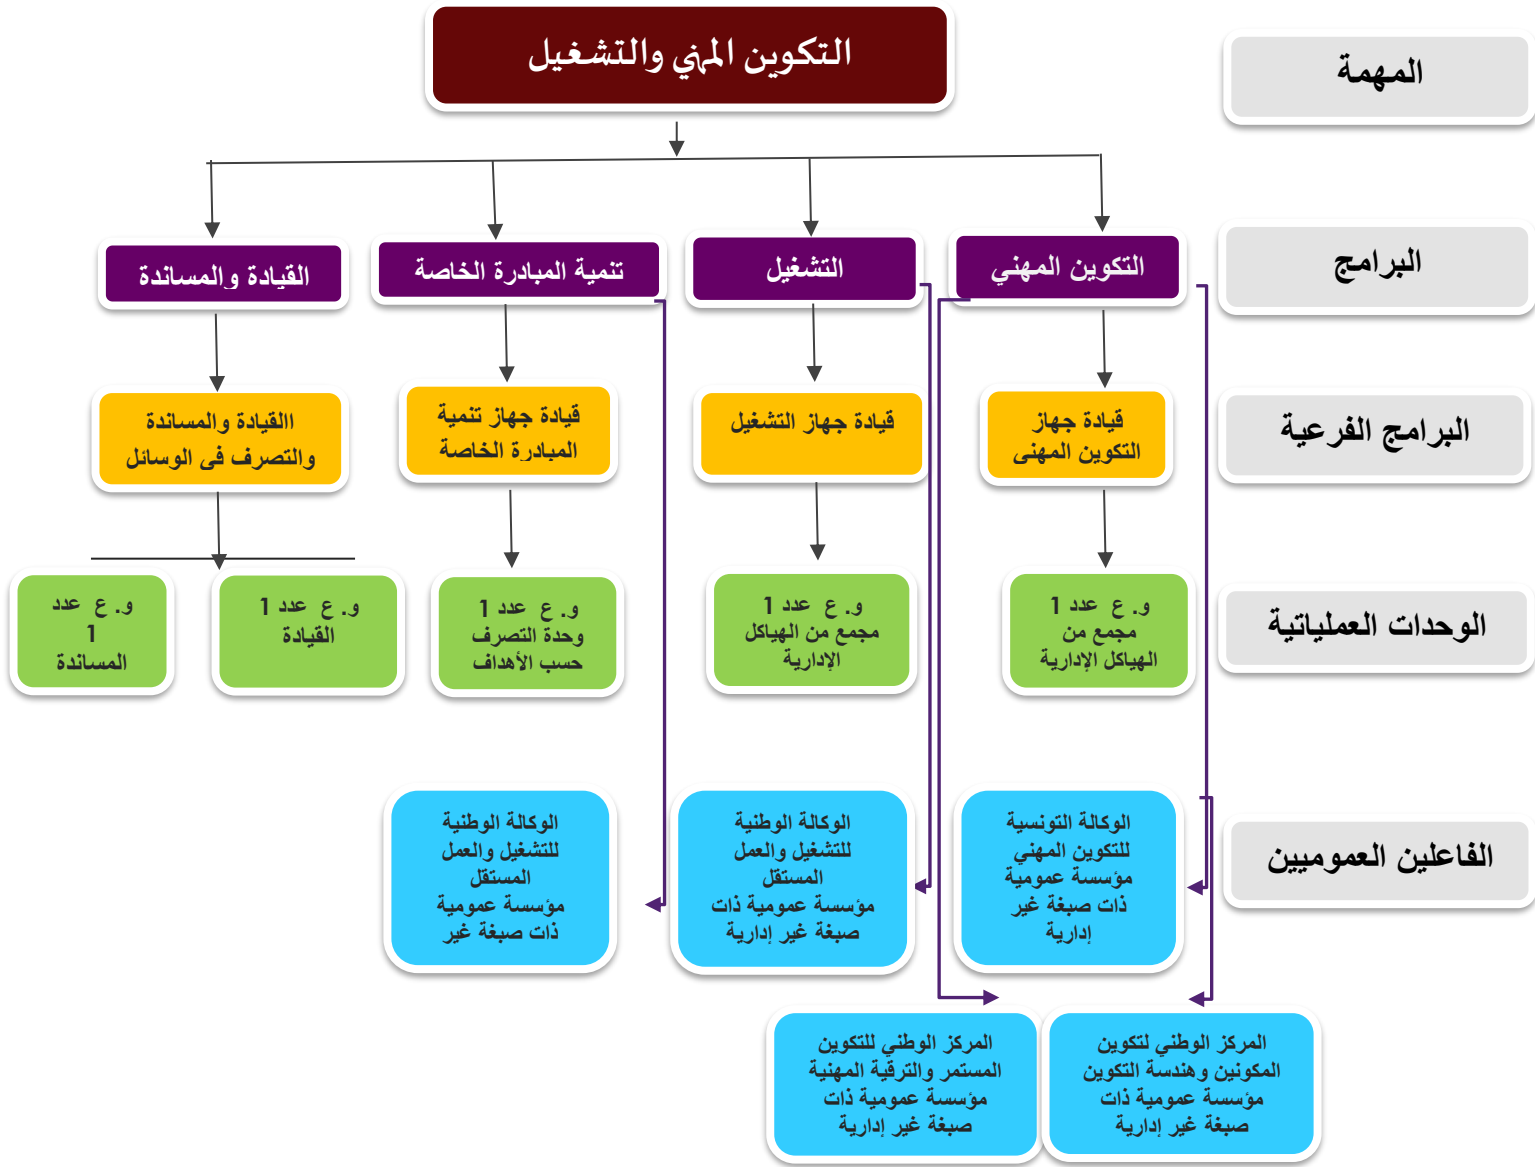 المهمة
التكوين المهني والتشغيل
البرامج
التكوين المهني
التشغيل
تنمية المبادرة الخاصة
القيادة والمساندة
البرامج الفرعية
قيادة جهاز
التكوين المهني
قيادة جهاز التشغيل
قيادة جهاز تنمية
المبادرة الخاصة
االقيادة والمساندة
والتصرف في الوسائل
الوحدات العملياتية
و. ع عدد 1
مجمع من
الهياكل الإدارية
و. ع عدد 1
مجمع من الهياكل
الإدارية
و. ع عدد 1
وحدة التصرف
حسب الأهداف
و. ع عدد 1
القيادة
و. ع عدد
1
المساندة
الفاعلين العموميين
الوكالة التونسية
للتكوين المهني
مؤسسة عمومية
ذات صبغة غير
إدارية
الوكالة الوطنية
للتشغيل والعمل
المستقل
مؤسسة عمومية ذات
صبغة غير إدارية
الوكالة الوطنية
للتشغيل والعمل
المستقل
مؤسسة عمومية
ذات صبغة غير
المركز الوطني لتكوين
المكونين وهندسة التكوين
مؤسسة عمومية ذات
صبغة غير إدارية
المركز الوطني للتكوين
المستمر والترقية المهنية
مؤسسة عمومية ذات
صبغة غير إدارية